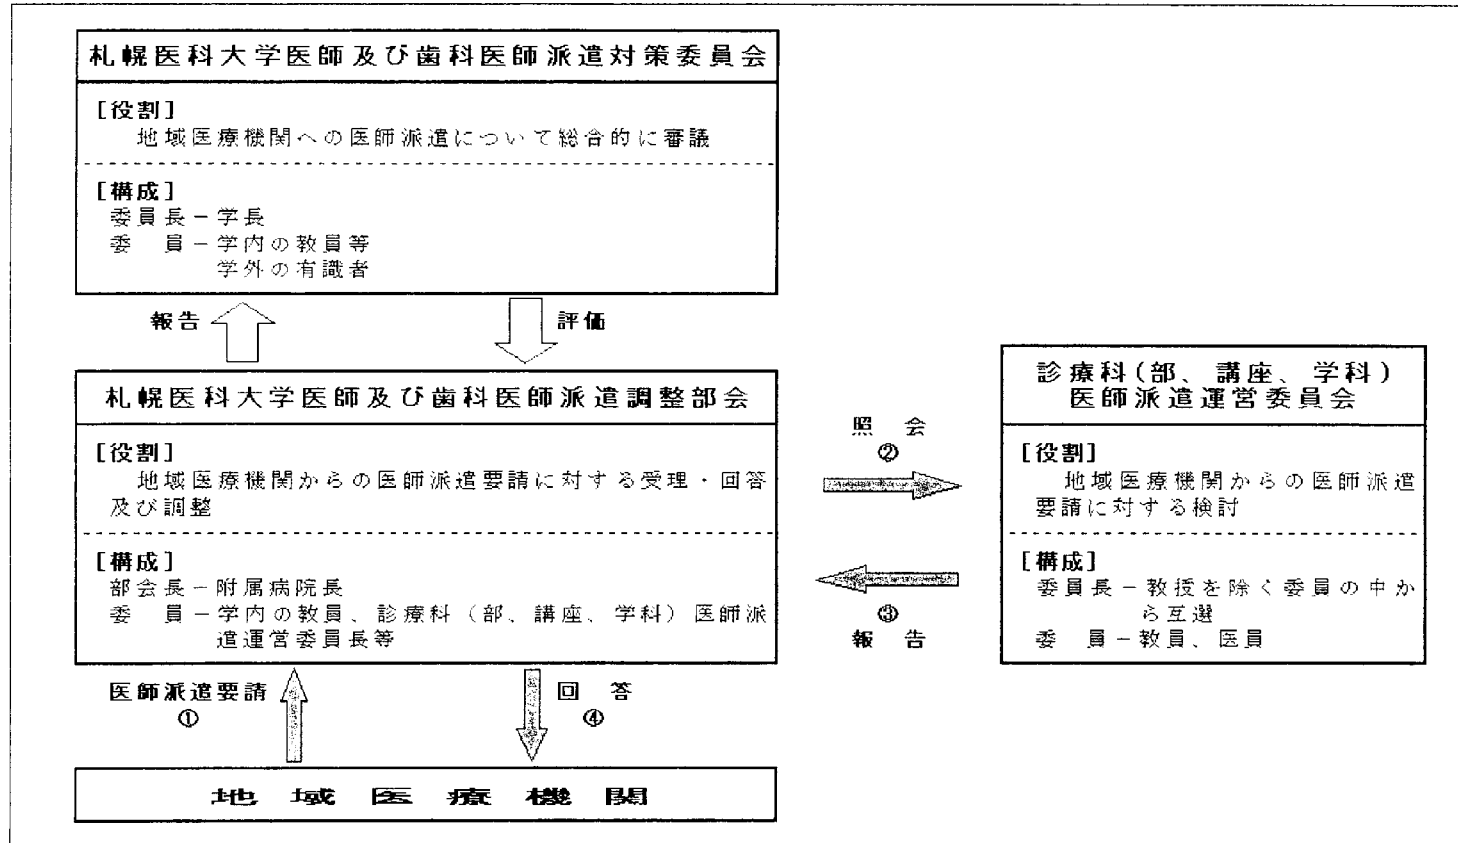 札幌医科大学医師及び歯科医師派遣対策委員会
[役割]
地域医療機関への医師派遣について総合的に審議
[構成]
委員長－学長
委　員－学内の教員等
学外の有識者
報告
評価
札幌医科大学医師及び歯科医師派遣調整部会
[役割]
地域医療機関からの医師派遣要請に対する受理・回答
及び調整
[構成]
部会長－附属病院長
委　員－学内の教員、診療科（部、講座、学科）医師派
遣運営委員長等
照　会
②
③
報　告
診療科(部、講座、学科)
医師派遣運営委員会
[役割]
地域医療機関からの医師派遣
要請に対する検討
[構成]
委員長－教授を除く委員の中か
ら互選
委　員－教員、医員
医師派遣要請
①
回　答
④
地域医療機関